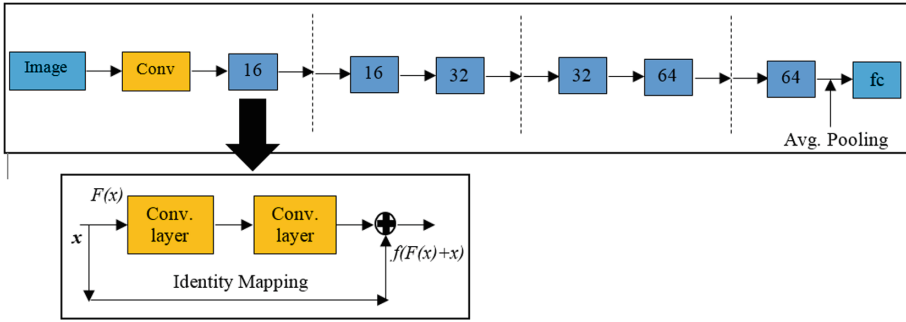 Image
Conv
16
16
32
32
64
64
fc
Avg. Pooling
F(x)
Conv.
layer
Conv.
layer
x
f(F(x)+x)
Identity Mapping